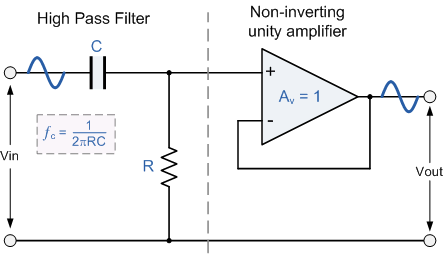 High Pass Filter
Non-inverting
unity amplifier
C
+
Av = 1
-
fc = 1
2πRC
R
Vin
Vout